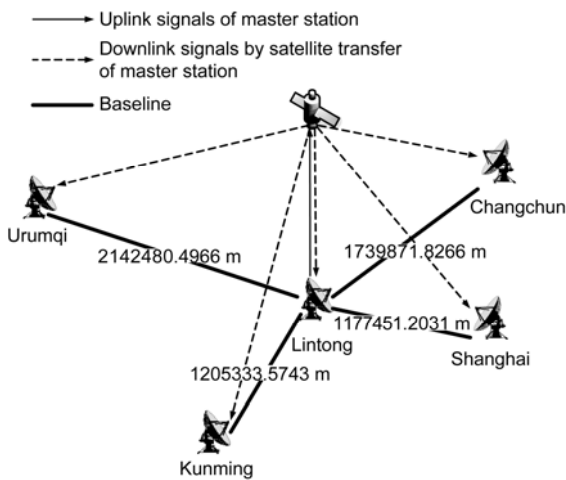 Uplink signals of master station
Downlink signals by satellite transfer
of master station
Baseline
Changchun
Urumqi
2142480.4966 m
1739871.8266 m
1177451.2031 m
Lintong
Shanghai
1205333.5743 m
Kunming